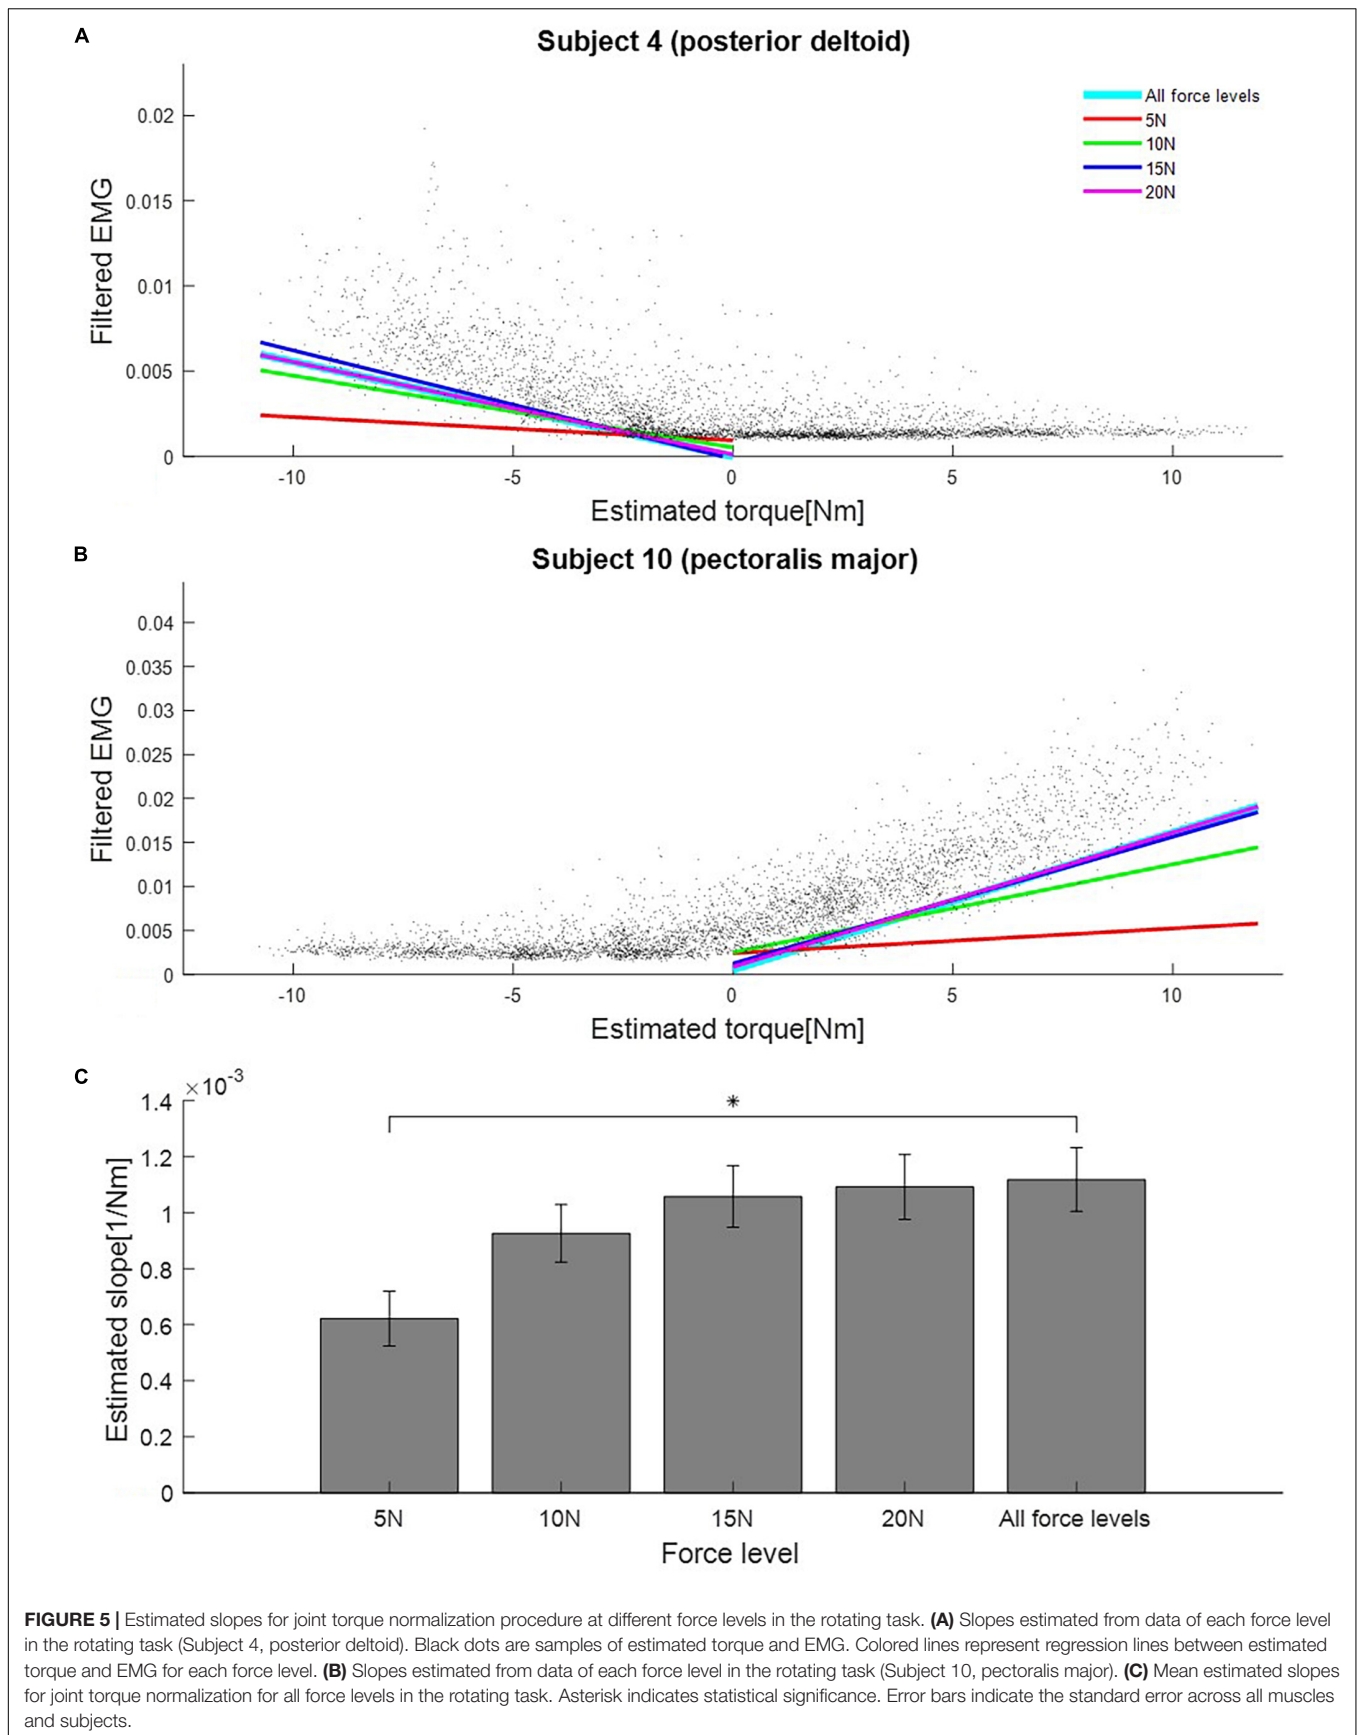 A
Subject 4 (posterior deltoid)
All force levels
5N
10N
15N
20N
0.02
0.015
0.01
0.005
0
Filtered EMG
-10 -5 0 5 10
Estimated torque[Nm]
B
Subject 10 (pectoralis major)
0.04
0.035
0.03
0.025
0.02
0.015
0.01
0.005
0
Filtered EMG
-10 -5 0 5 10
Estimated torque[Nm]
C
×10-3
*
1.4
1.2
1
0.8
0.6
0.4
0.2
0
Estimated slope[1/Nm]
5N 10N 15N 20N All force levels
Force level
FIGURE 5 | Estimated slopes for joint torque normalization procedure at different force levels in the rotating task. (A) Slopes estimated from data of each force level
in the rotating task (Subject 4, posterior deltoid). Black dots are samples of estimated torque and EMG. Colored lines represent regression lines between estimated
torque and EMG for each force level. (B) Slopes estimated from data of each force level in the rotating task (Subject 10, pectoralis major). (C) Mean estimated slopes
for joint torque normalization for all force levels in the rotating task. Asterisk indicates statistical significance. Error bars indicate the standard error across all muscles
and subjects.